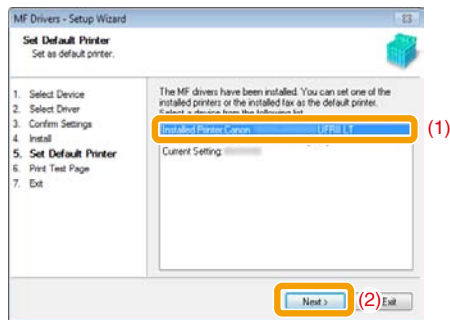 MF Drivers - Setup Wizard
Set Default Printer
Set as default printer.
1. Select Device
2. Select Driver
3. Confirm Settings
4. Install
5. Set Default Printer
6. Print Test Page
7. Exit
The MF drivers have been installed. You can set one of the
installed printers or the installed fax as the default printer.
Select a device from the following list.
Installed Printer:Canon UFRII LT
(1)
Current Setting:
Next >
(2)
Exit